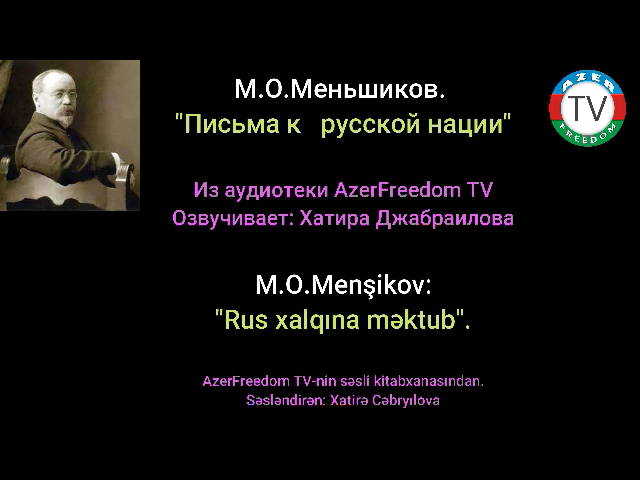 М.О.Меньшиков.
"Письма к русской нации"
AZER
TV
FREEDOM
Из аудиотеки AzerFreedom TV
Озвучивает: Хатира Джабраилова
M.O.Menşikov:
"Rus xalqına məktub".
AzerFreedom TV-nin səsli kitabxanasından.
Səsləndirən: Xatirə Cəbryılova